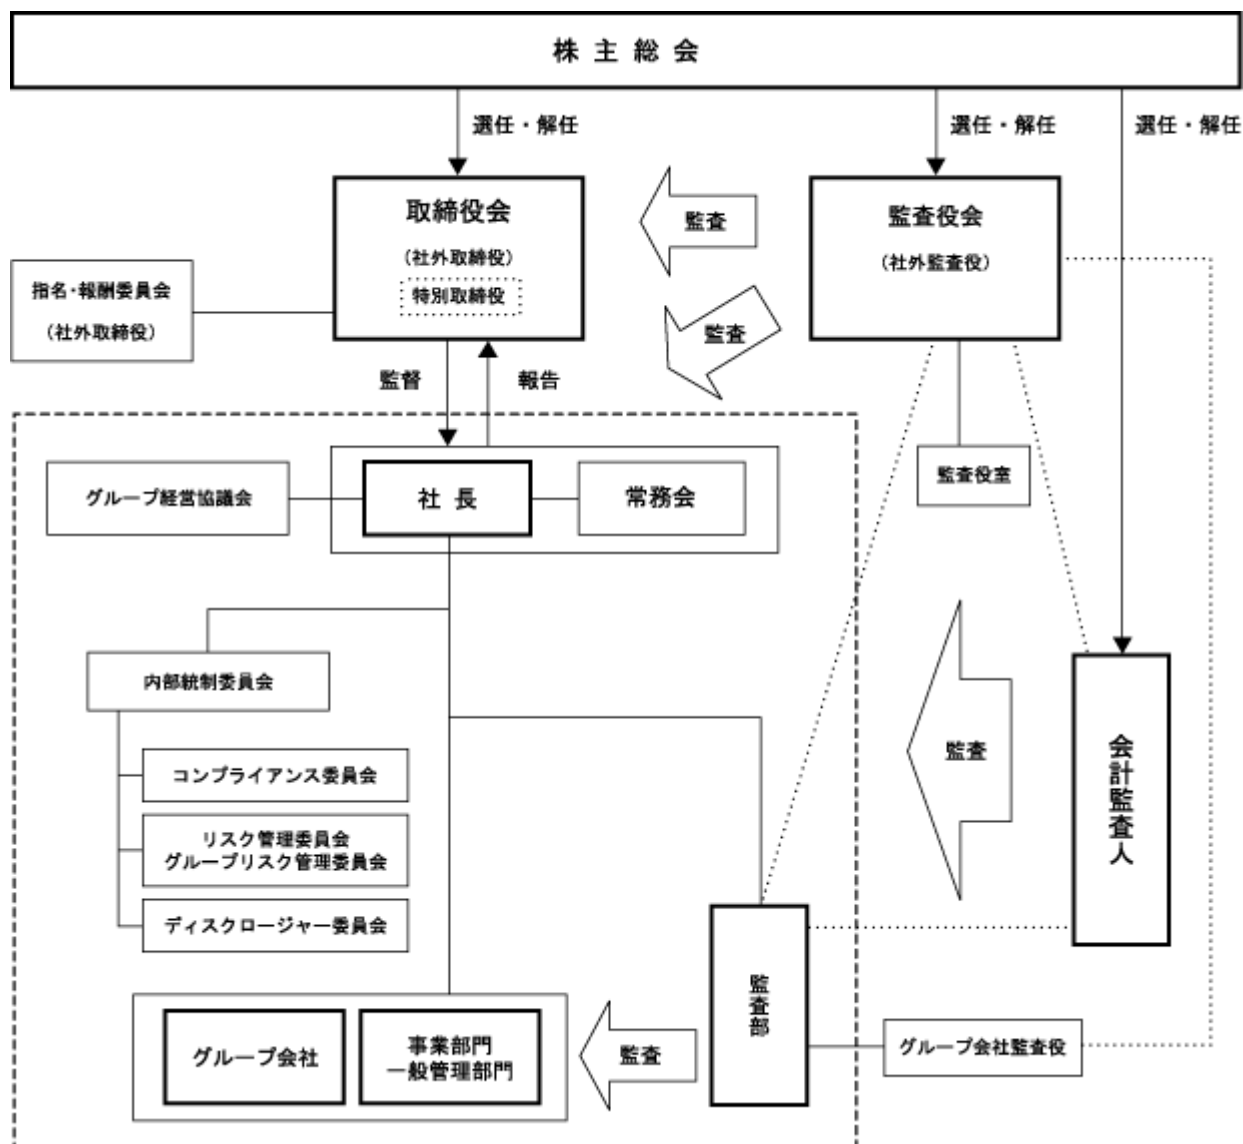 株主総会
選任・解任
選任・解任
選任・解任
取締役会
(社外取締役)
特別取締役
監査
監査役会
(社外監査役)
指名・報酬委員会
(社外取締役)
監査
監督
報告
グループ経営協議会
社長
常務会
監査役室
内部統制委員会
コンプライアンス委員会
リスク管理委員会
グループリスク管理委員会
ディスクロージャー委員会
監査
会計監査人
監査部
グループ会社
事業部門
一般管理部門
監査
グループ会社監査役